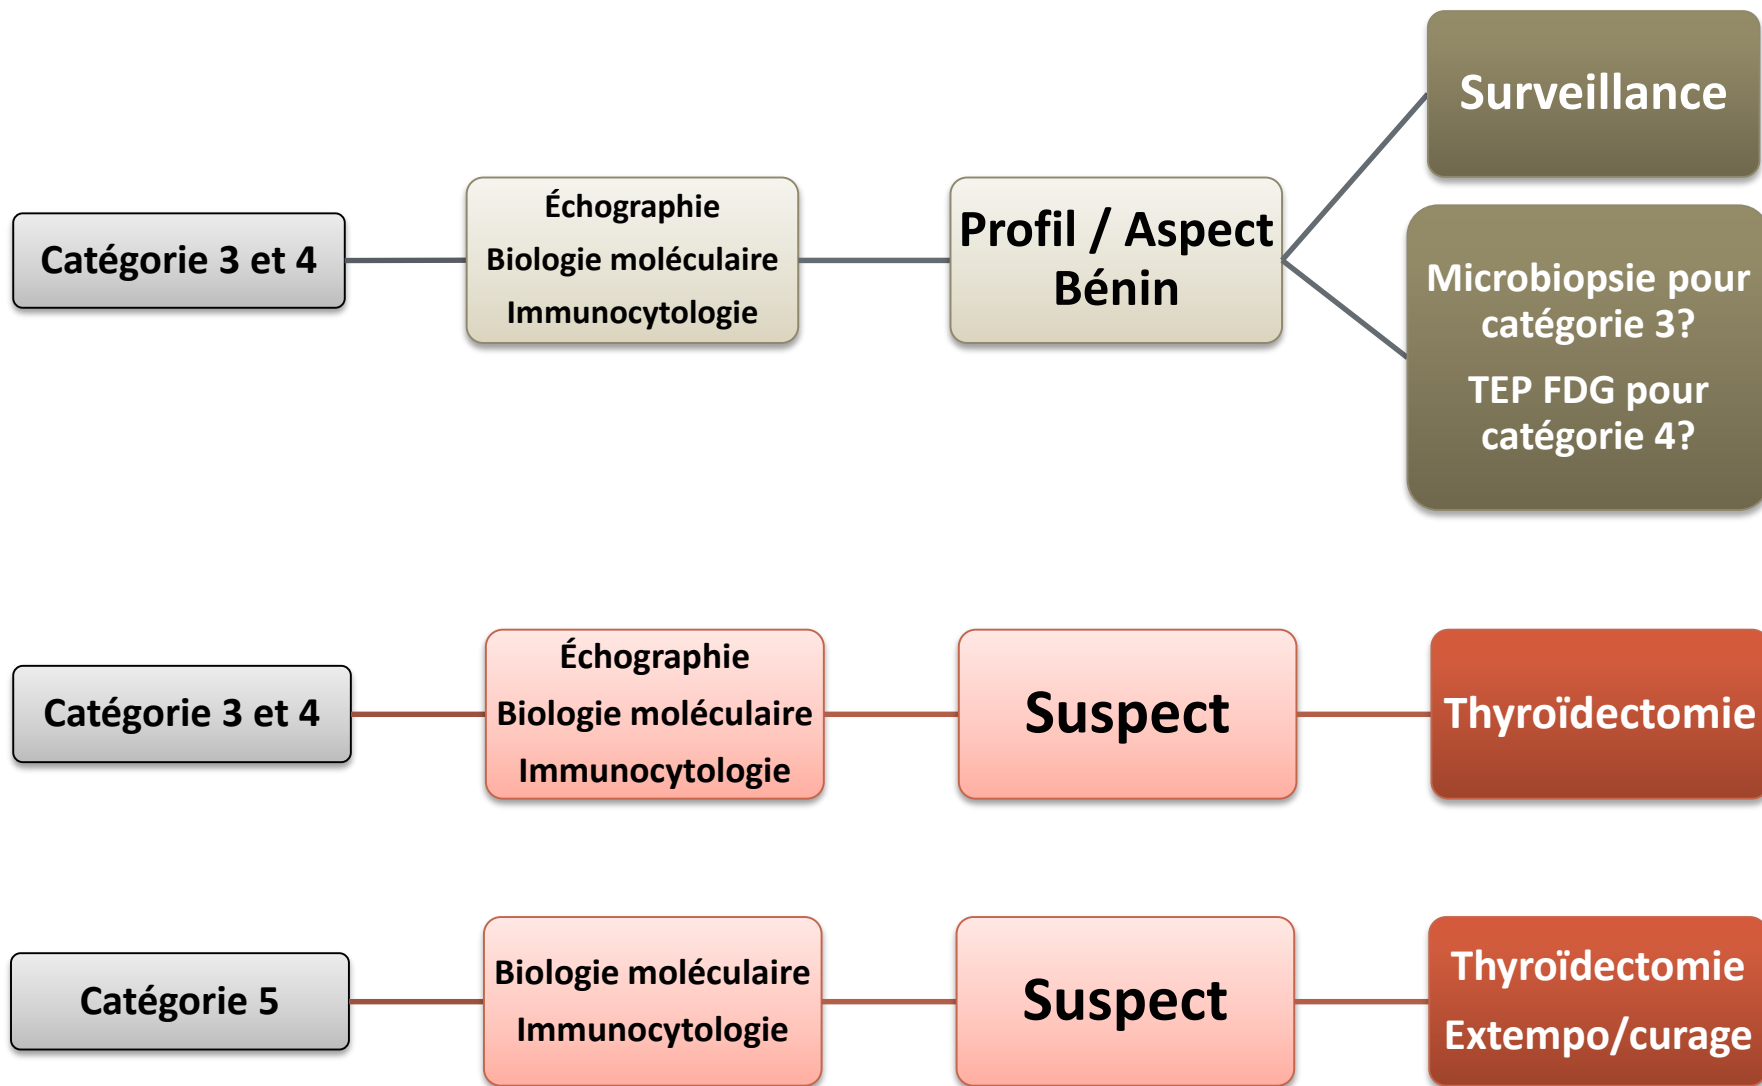 Catégorie 3 et 4
Échographie
Biologie moléculaire
Immunocytologie
Profil / Aspect
Bénin
Surveillance
Microbiopsie pour
catégorie 3?
TEP FDG pour
catégorie 4?
Catégorie 3 et 4
Échographie
Biologie moléculaire
Immunocytologie
Suspect
Thyroïdectomie
Catégorie 5
Biologie moléculaire
Immunocytologie
Suspect
Thyroïdectomie
Extempo/curage